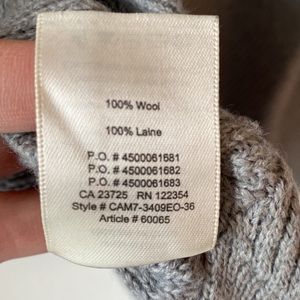 100% Wool
100% Laine
P.O. # 4500061681
P.O. # 4500061682
P.O. # 4500061683
CA 23725 RN 122354
Style # CAM7-3409EO-36
Article # 60065